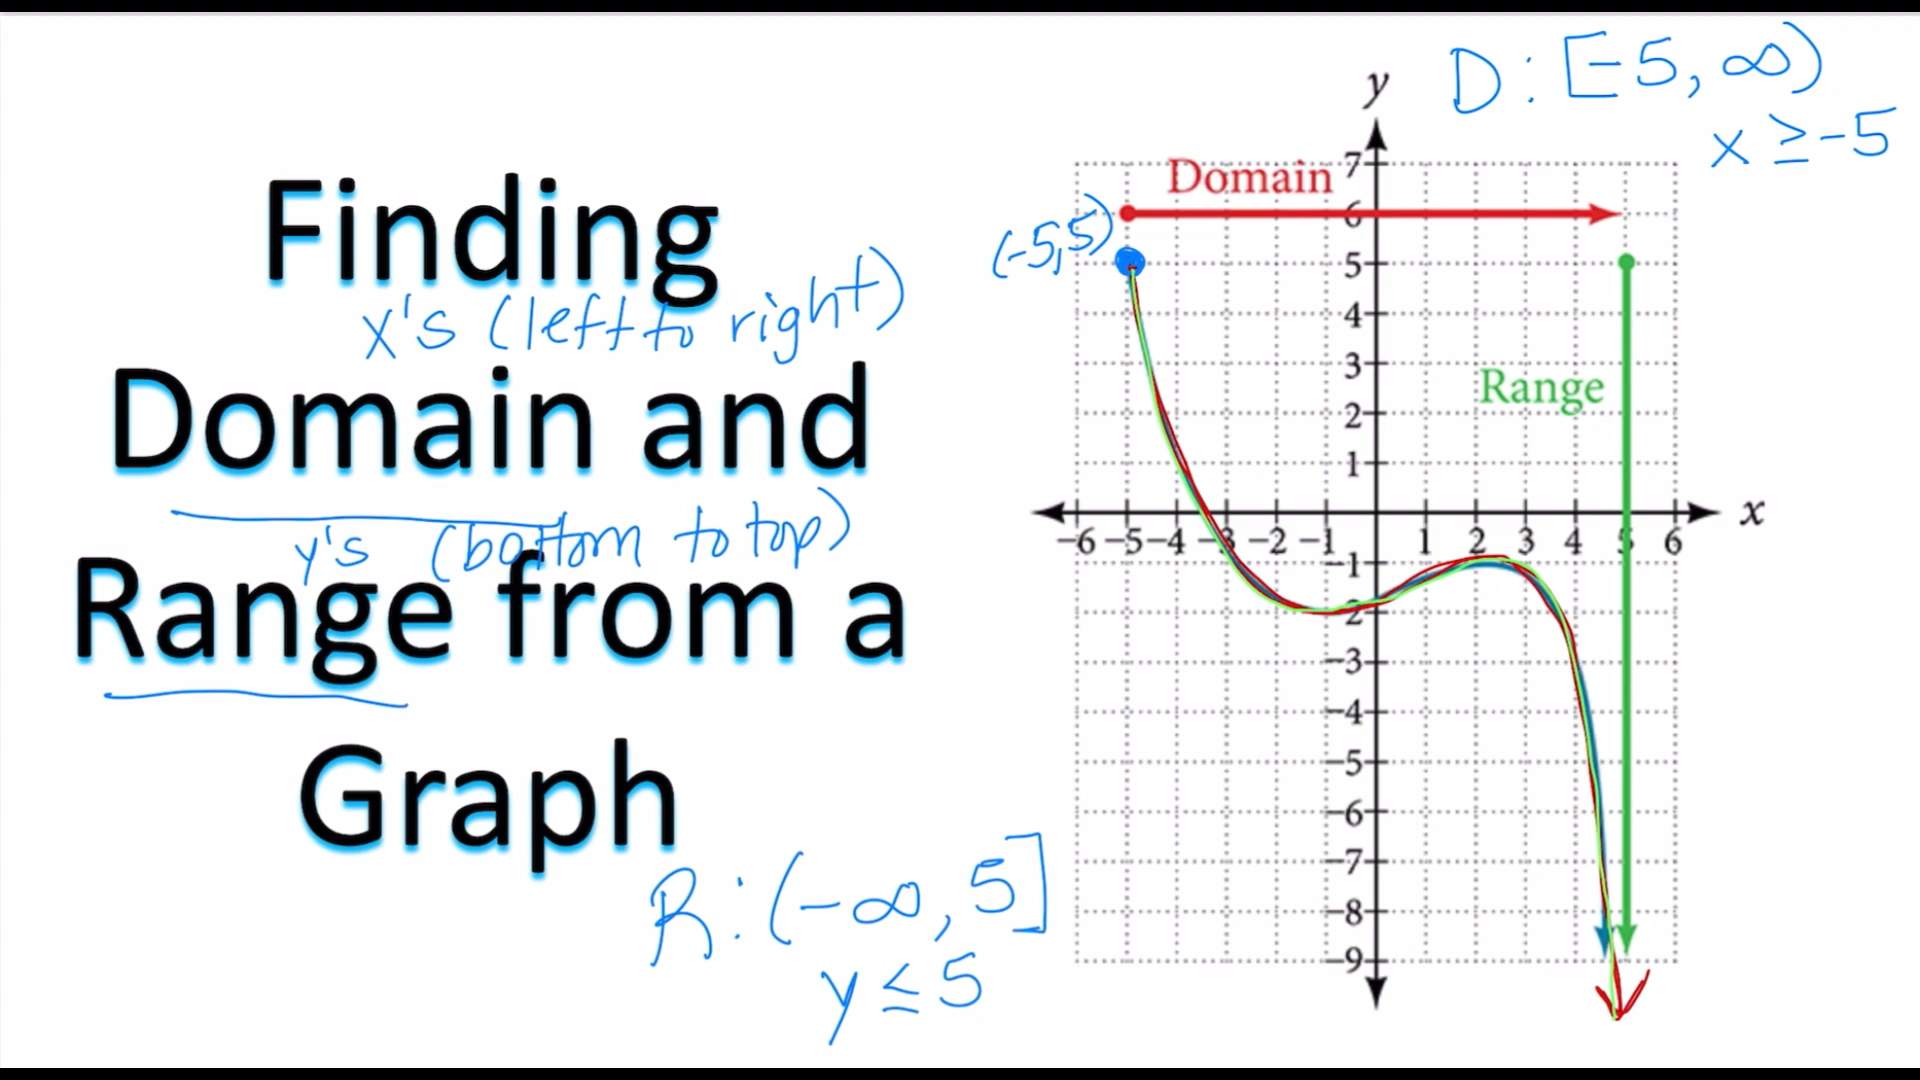 Finding
x's (left to right)
Domain and
y's (bottom to top)
Range from a
Graph
R: (-∞, 5]
y ≤ 5
D: [-5, ∞)
x ≥ -5
y
Domain
(-5, 5)
Range
x
7
6
5
4
3
2
1
−6 −5 −4 −3 −2 −1 1 2 3 4 5 6
−1
−2
−3
−4
−5
−6
−7
−8
−9